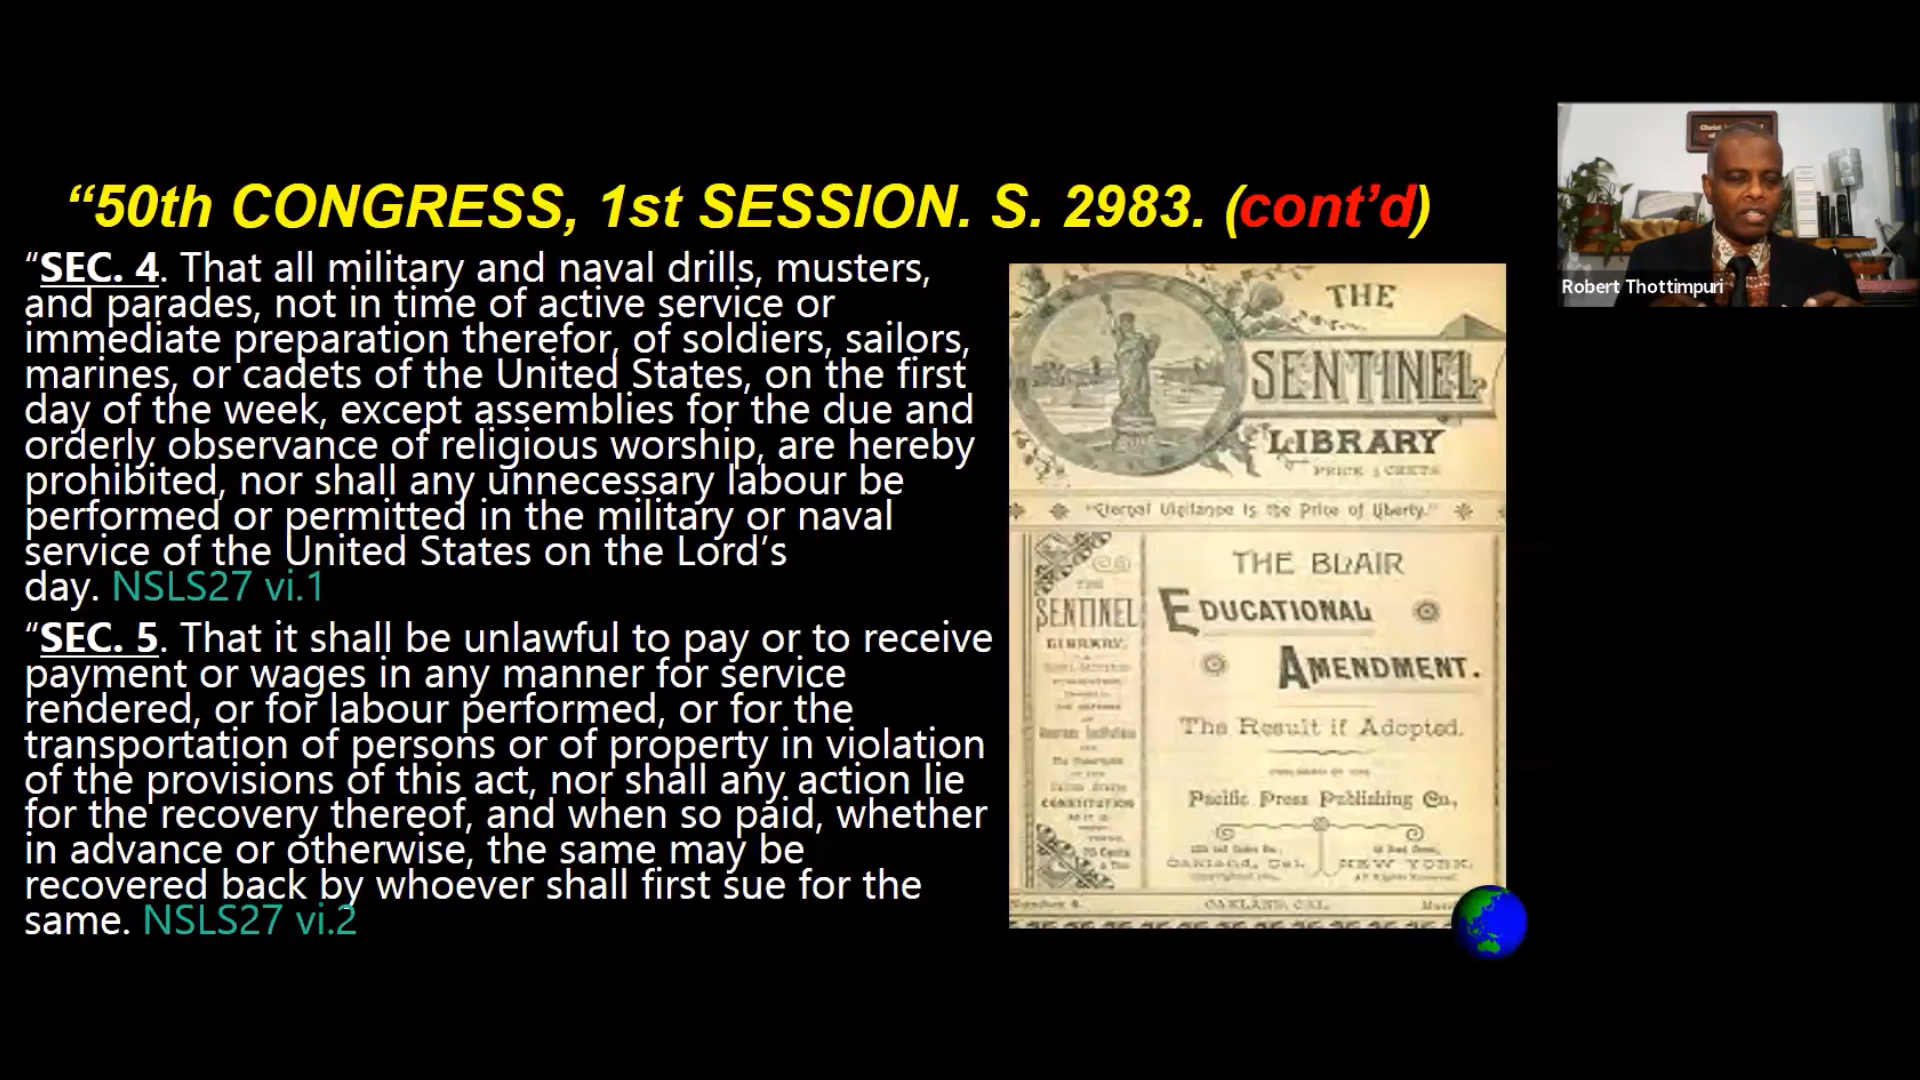 “50th CONGRESS, 1st SESSION. S. 2983. (cont’d)
“SEC. 4. That all military and naval drills, musters,
and parades, not in time of active service or
immediate preparation therefor, of soldiers, sailors,
marines, or cadets of the United States, on the first
day of the week, except assemblies for the due and
orderly observance of religious worship, are hereby
prohibited, nor shall any unnecessary labour be
performed or permitted in the military or naval
service of the United States on the Lord’s
day. NSLS27 vi.1
“SEC. 5. That it shall be unlawful to pay or to receive
payment or wages in any manner for service
rendered, or for labour performed, or for the
transportation of persons or of property in violation
of the provisions of this act, nor shall any action lie
for the recovery thereof, and when so paid, whether
in advance or otherwise, the same may be
recovered back by whoever shall first sue for the
same. NSLS27 vi.2
THE
SENTINEL
LIBRARY
PRICE 3 CENTS
“Eternal Vigilance is the Price of Liberty.”
THE
SENTINEL
LIBRARY.
CONSTITUTION
THE BLAIR
EDUCATIONAL
AMENDMENT.
The Result if Adopted.
Pacific Press Publishing Co.,
Oakland, Cal.
NEW YORK.
OAKLAND, CAL.
Christ
Robert Thottimpuri